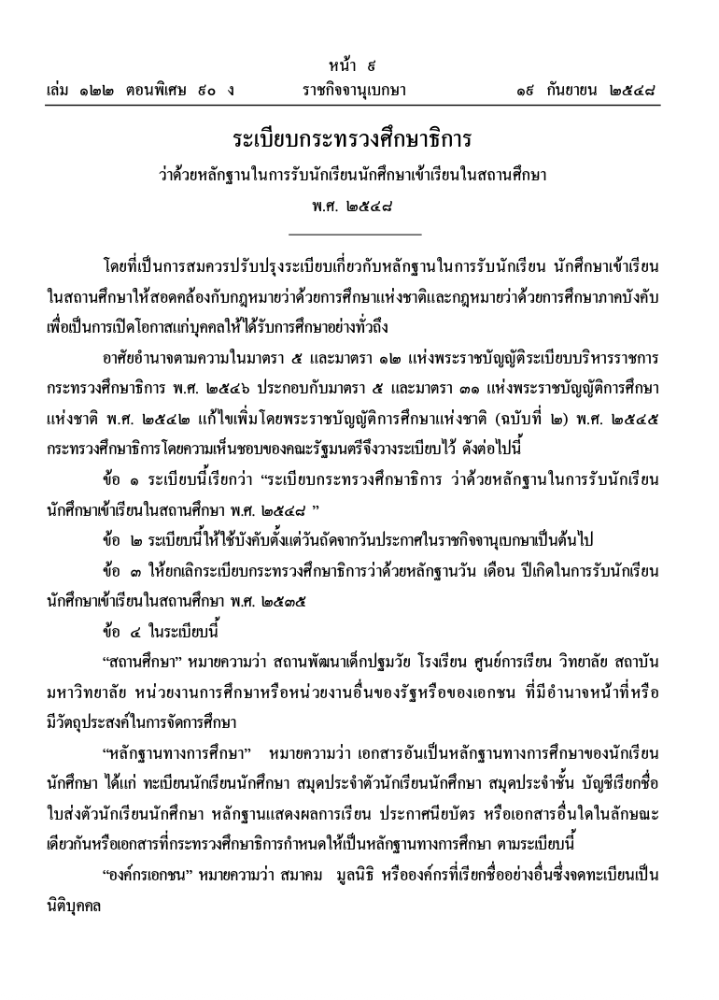 หน้า ๙
เล่ม ๑๒๒ ตอนพิเศษ ๙๐ ง ราชกิจจานุเบกษา ๑๙ กันยายน ๒๕๔๘
ระเบียบกระทรวงศึกษาธิการ
ว่าด้วยหลักฐานในการรับนักเรียนนักศึกษาเข้าเรียนในสถานศึกษา
พ.ศ. ๒๕๔๘
โดยที่เป็นการสมควรปรับปรุงระเบียบเกี่ยวกับหลักฐานในการรับนักเรียน นักศึกษาเข้าเรียน
ในสถานศึกษาให้สอดคล้องกับกฎหมายว่าด้วยการศึกษาแห่งชาติและกฎหมายว่าด้วยการศึกษาภาคบังคับ
เพื่อเป็นการเปิดโอกาสแก่บุคคลให้ได้รับการศึกษาอย่างทั่วถึง
อาศัยอำนาจตามความในมาตรา ๕ และมาตรา ๑๒ แห่งพระราชบัญญัติระเบียบบริหารราชการ
กระทรวงศึกษาธิการ พ.ศ. ๒๕๔๖ ประกอบกับมาตรา ๕ และมาตรา ๓๑ แห่งพระราชบัญญัติการศึกษา
แห่งชาติ พ.ศ. ๒๕๔๒ แก้ไขเพิ่มโดยพระราชบัญญัติการศึกษาแห่งชาติ (ฉบับที่ ๒) พ.ศ. ๒๕๔๕
กระทรวงศึกษาธิการโดยความเห็นชอบของคณะรัฐมนตรีจึงวางระเบียบไว้ ดังต่อไปนี้
ข้อ ๑ ระเบียบนี้เรียกว่า “ระเบียบกระทรวงศึกษาธิการ ว่าด้วยหลักฐานในการรับนักเรียน
นักศึกษาเข้าเรียนในสถานศึกษา พ.ศ. ๒๕๔๘ ”
ข้อ ๒ ระเบียบนี้ให้ใช้บังคับตั้งแต่วันถัดจากวันประกาศในราชกิจจานุเบกษาเป็นต้นไป
ข้อ ๓ ให้ยกเลิกระเบียบกระทรวงศึกษาธิการว่าด้วยหลักฐานวัน เดือน ปีเกิดในการรับนักเรียน
นักศึกษาเข้าเรียนในสถานศึกษา พ.ศ. ๒๕๓๕
ข้อ ๔ ในระเบียบนี้
“สถานศึกษา” หมายความว่า สถานพัฒนาเด็กปฐมวัย โรงเรียน ศูนย์การเรียน วิทยาลัย สถาบัน
มหาวิทยาลัย หน่วยงานการศึกษาหรือหน่วยงานอื่นของรัฐหรือของเอกชน ที่มีอำนาจหน้าที่หรือ
มีวัตถุประสงค์ในการจัดการศึกษา
“หลักฐานทางการศึกษา” หมายความว่า เอกสารอันเป็นหลักฐานทางการศึกษาของนักเรียน
นักศึกษา ได้แก่ ทะเบียนนักเรียนนักศึกษา สมุดประจำตัวนักเรียนนักศึกษา สมุดประจำชั้น บัญชีเรียกชื่อ
ใบส่งตัวนักเรียนนักศึกษา หลักฐานแสดงผลการเรียน ประกาศนียบัตร หรือเอกสารอื่นใดในลักษณะ
เดียวกันหรือเอกสารที่กระทรวงศึกษาธิการกำหนดให้เป็นหลักฐานทางการศึกษา ตามระเบียบนี้
“องค์กรเอกชน” หมายความว่า สมาคม มูลนิธิ หรือองค์กรที่เรียกชื่ออย่างอื่นซึ่งจดทะเบียนเป็น
นิติบุคคล